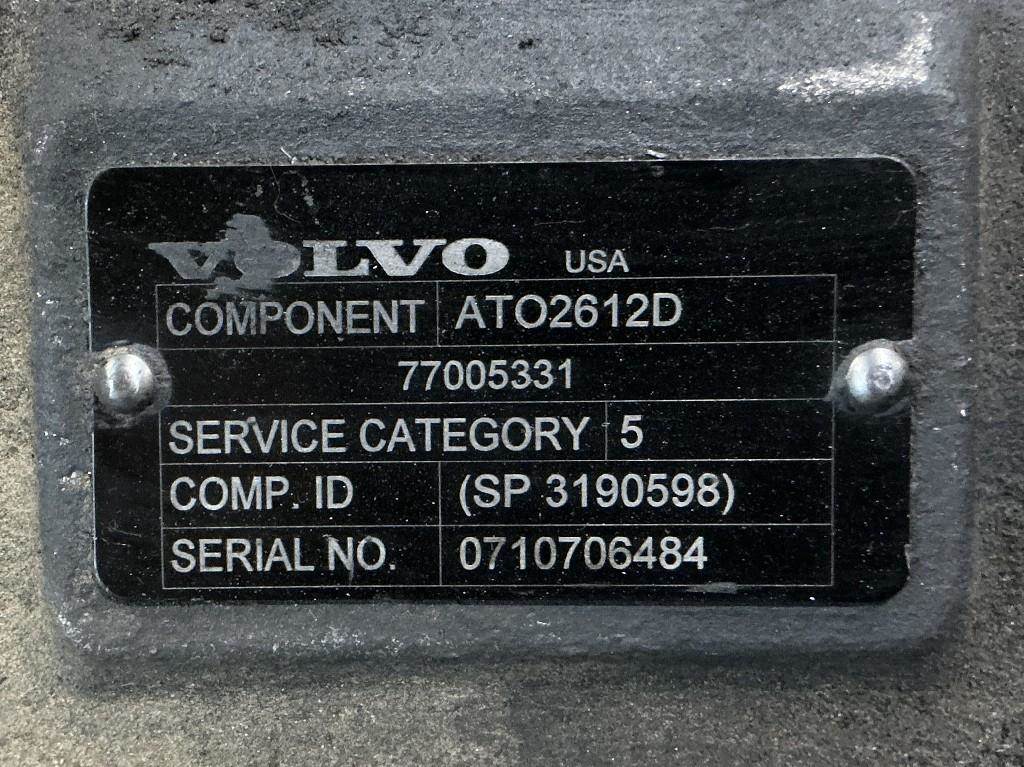 VOLVO USA
COMPONENT ATO2612D
77005331
SERVICE CATEGORY 5
COMP. ID (SP 3190598)
SERIAL NO. 0710706484